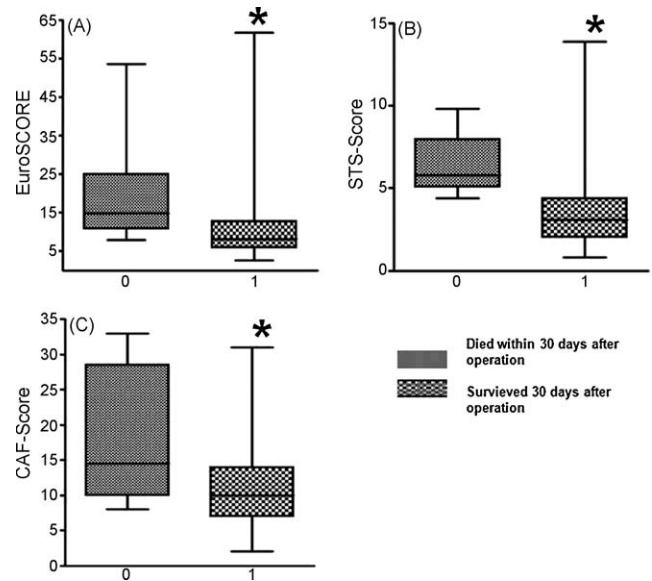 (A)
EuroSCORE
65
55
45
35
25
15
5
0
1
*
(B)
STS-Score
15
10
5
0
0
1
*
(C)
CAF-Score
35
30
25
20
15
10
5
0
0
1
*
Died within 30 days after
operation
Survieved 30 days after
operation